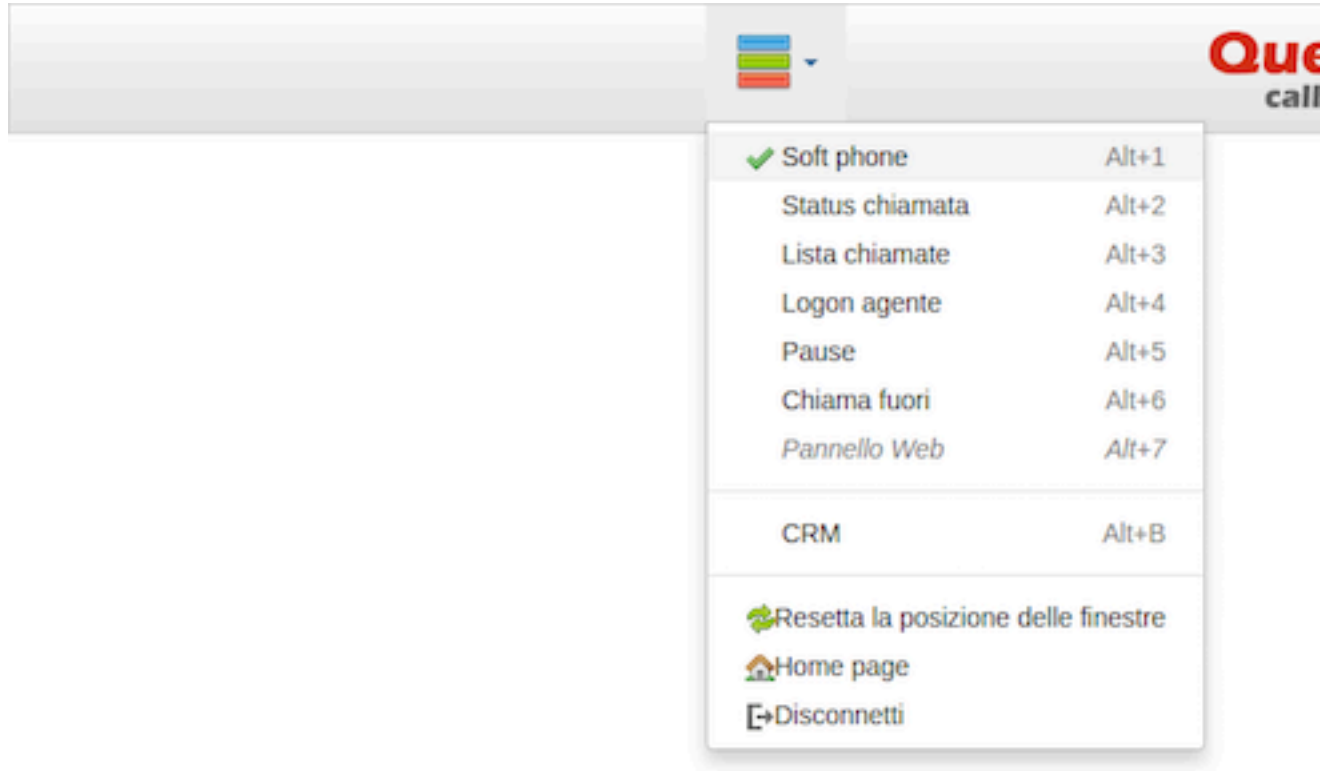 Que
call
Soft phone Alt+1
Status chiamata Alt+2
Lista chiamate Alt+3
Logon agente Alt+4
Pause Alt+5
Chiama fuori Alt+6
Pannello Web Alt+7
CRM Alt+B
Resetta la posizione delle finestre
Home page
Disconnetti